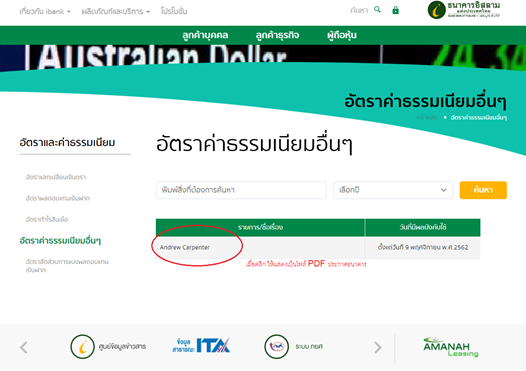 เกี่ยวกับ ibank
ผลิตภัณฑ์และบริการ
โปรโมชั่น
ค้นหา
ธนาคารอิสลาม
แห่งประเทศไทย
ลูกค้าบุคคล
ลูกค้าธุรกิจ
ผู้ถือหุ้น
Australian Dollar
อัตราค่าธรรมเนียมอื่นๆ
หน้าหลัก
อัตราค่าธรรมเนียมอื่นๆ
อัตราและค่าธรรมเนียม
อัตราแลกเปลี่ยนเงินตรา
อัตราผลตอบแทนเงินฝาก
อัตรากำไรสินเชื่อ
อัตราค่าธรรมเนียมอื่นๆ
อัตราสัดส่วนการแบ่งผลตอบแทน
เงินฝาก
อัตราค่าธรรมเนียมอื่นๆ
พิมพ์สิ่งที่ต้องการค้นหา
เลือกปี
ค้นหา
รายการ/ชื่อเรื่อง
วันที่มีผลบังคับใช้
Andrew Carpenter
ตั้งแต่วันที่ 9 พฤศจิกายน พ.ศ.2562
เมื่อคลิก ให้แสดงเป็นไฟล์ PDF ประกาศธนาคาร
ศูนย์ข้อมูลข่าวสาร
ข้อมูล
สาธารณะ
ITA
ระบบ กยศ
AMANAH
Leasing